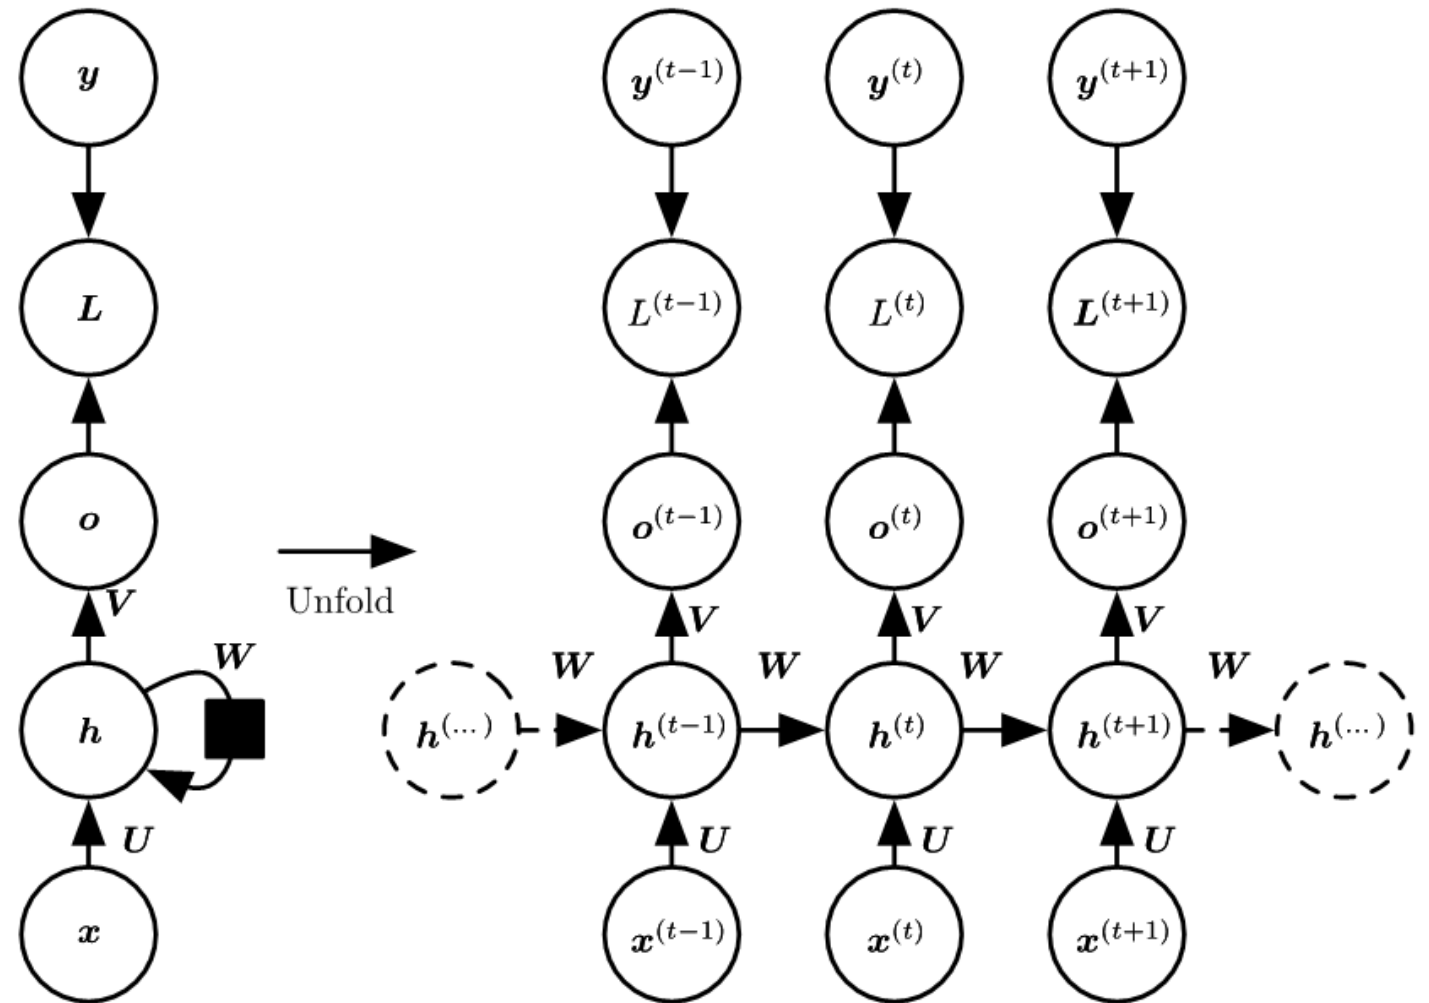 y y^{(t−1)} y^{(t)} y^{(t+1)}
L L^{(t−1)} L^{(t)} L^{(t+1)}
o o^{(t−1)} o^{(t)} o^{(t+1)}
Unfold
V V V V
W W W W W
h h^{(...)} h^{(t−1)} h^{(t)} h^{(t+1)} h^{(...)}
U U U U
x x^{(t−1)} x^{(t)} x^{(t+1)}